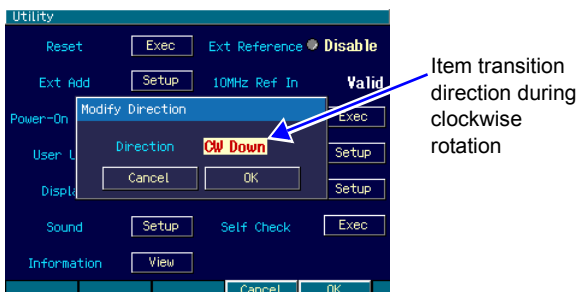 Utility
Reset Exec Ext Reference Disable
Ext Add Setup 10MHz Ref In Valid
Modify Direction
Power-On Exec
Direction CW Down
User Setup
Cancel OK
Setup
Sound Setup Self Check Exec
Information View
Cancel OK
Item transition
direction during
clockwise
rotation